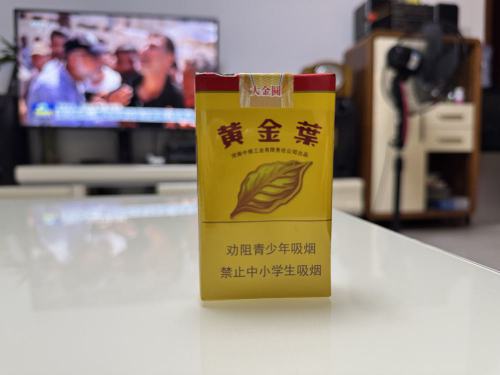 大金圆
黄金葉
河南中烟工业有限责任公司出品
劝阻青少年吸烟
禁止中小学生吸烟